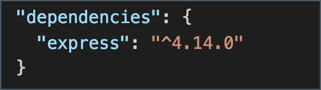 "dependencies": {
"express": "^4.14.0"
}